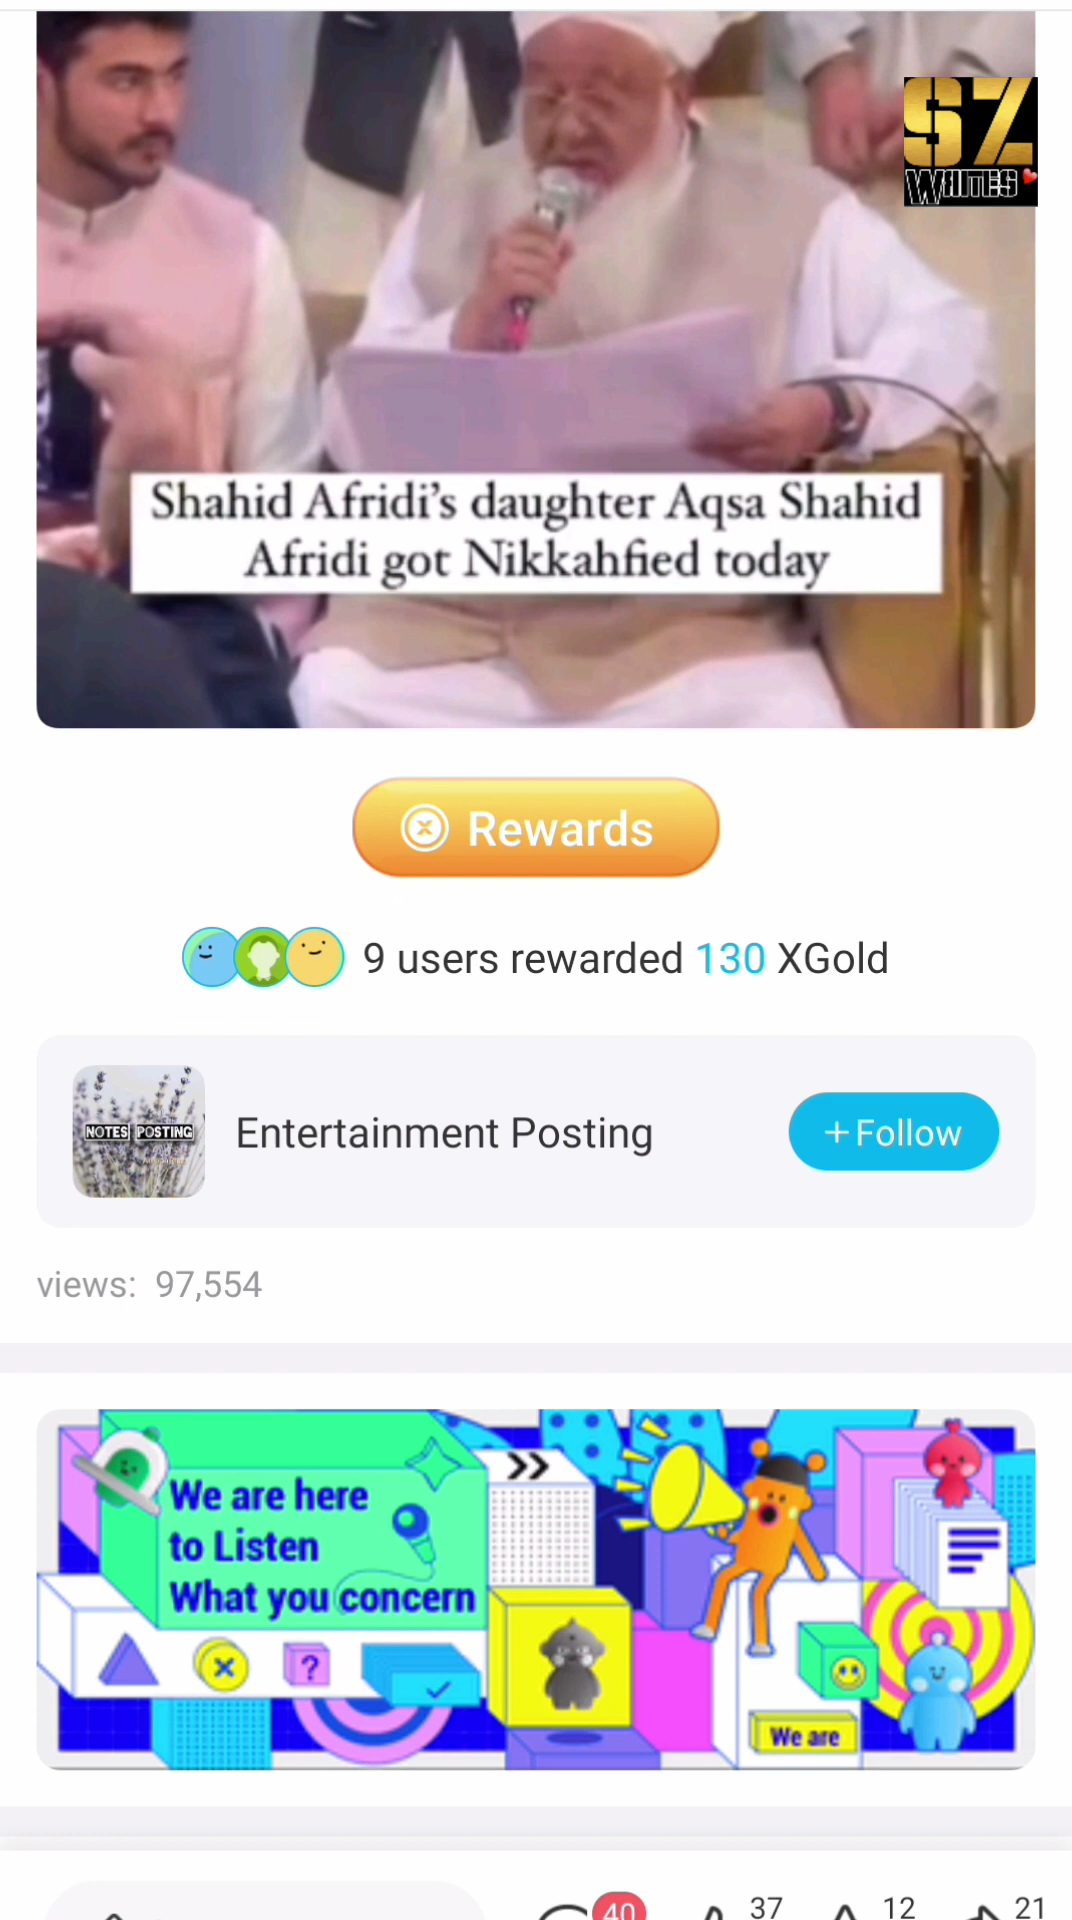 SZ
WRITES
Shahid Afridi's daughter Aqsa Shahid
Afridi got Nikkahfied today
Rewards
9 users rewarded 130 XGold
NOTES POSTING
Entertainment Posting
+ Follow
views: 97,554
We are here
to Listen
What you concern
?
We are
40
37
12
21